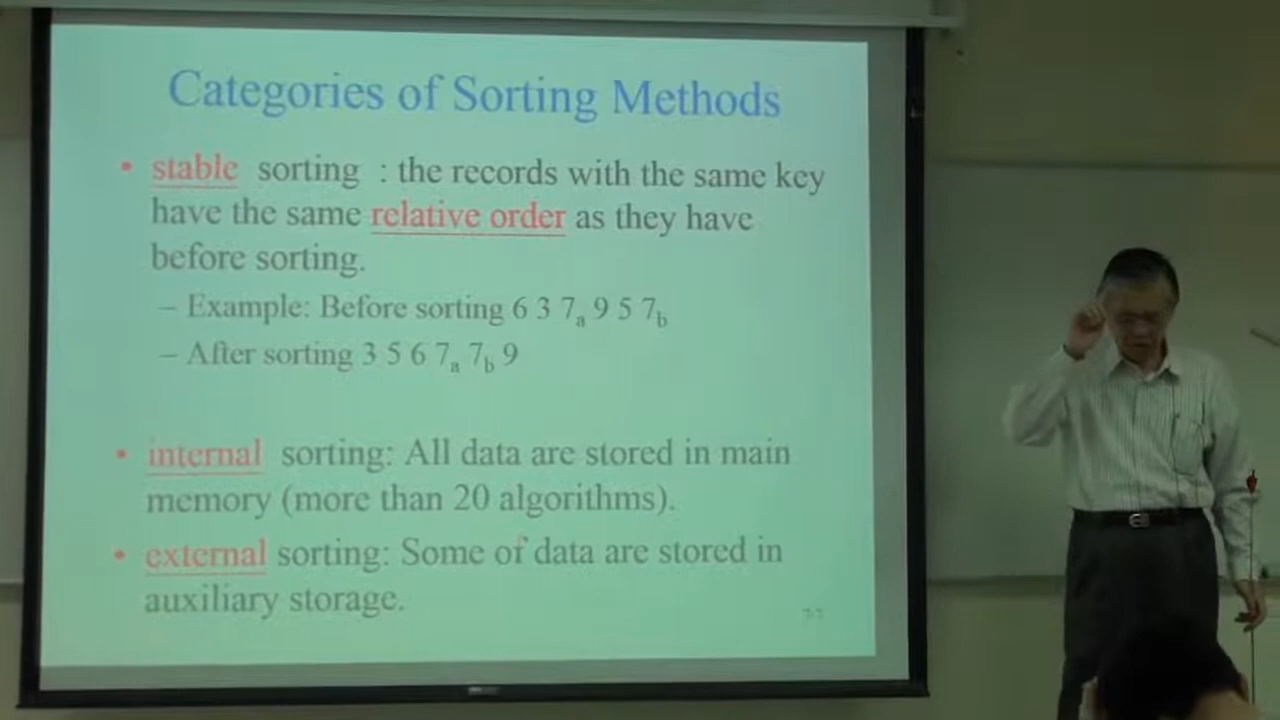 Categories of Sorting Methods
• stable sorting : the records with the same key
have the same relative order as they have
before sorting.
– Example: Before sorting 6 3 7a 9 5 7b
– After sorting 3 5 6 7a 7b 9
• internal sorting: All data are stored in main
memory (more than 20 algorithms).
• external sorting: Some of data are stored in
auxiliary storage.